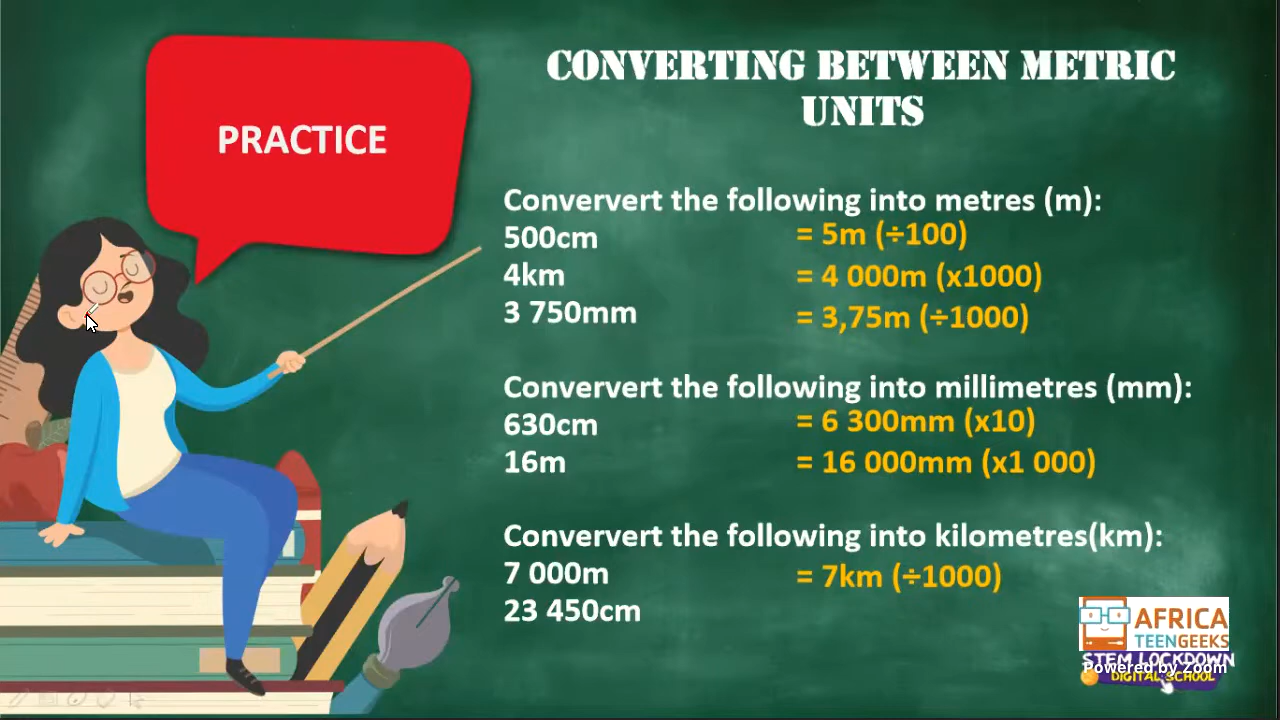 PRACTICE
CONVERTING BETWEEN METRIC
UNITS
Conververt the following into metres (m):
500cm = 5m (÷100)
4km = 4 000m (x1000)
3 750mm = 3,75m (÷1000)
Conververt the following into millimetres (mm):
630cm = 6 300mm (x10)
16m = 16 000mm (x1 000)
Conververt the following into kilometres(km):
7 000m = 7km (÷1000)
23 450cm
AFRICA
TEENGEEKS
STEM LOCKDOWN
Powered by Zoom
DIGITAL SCHOOL